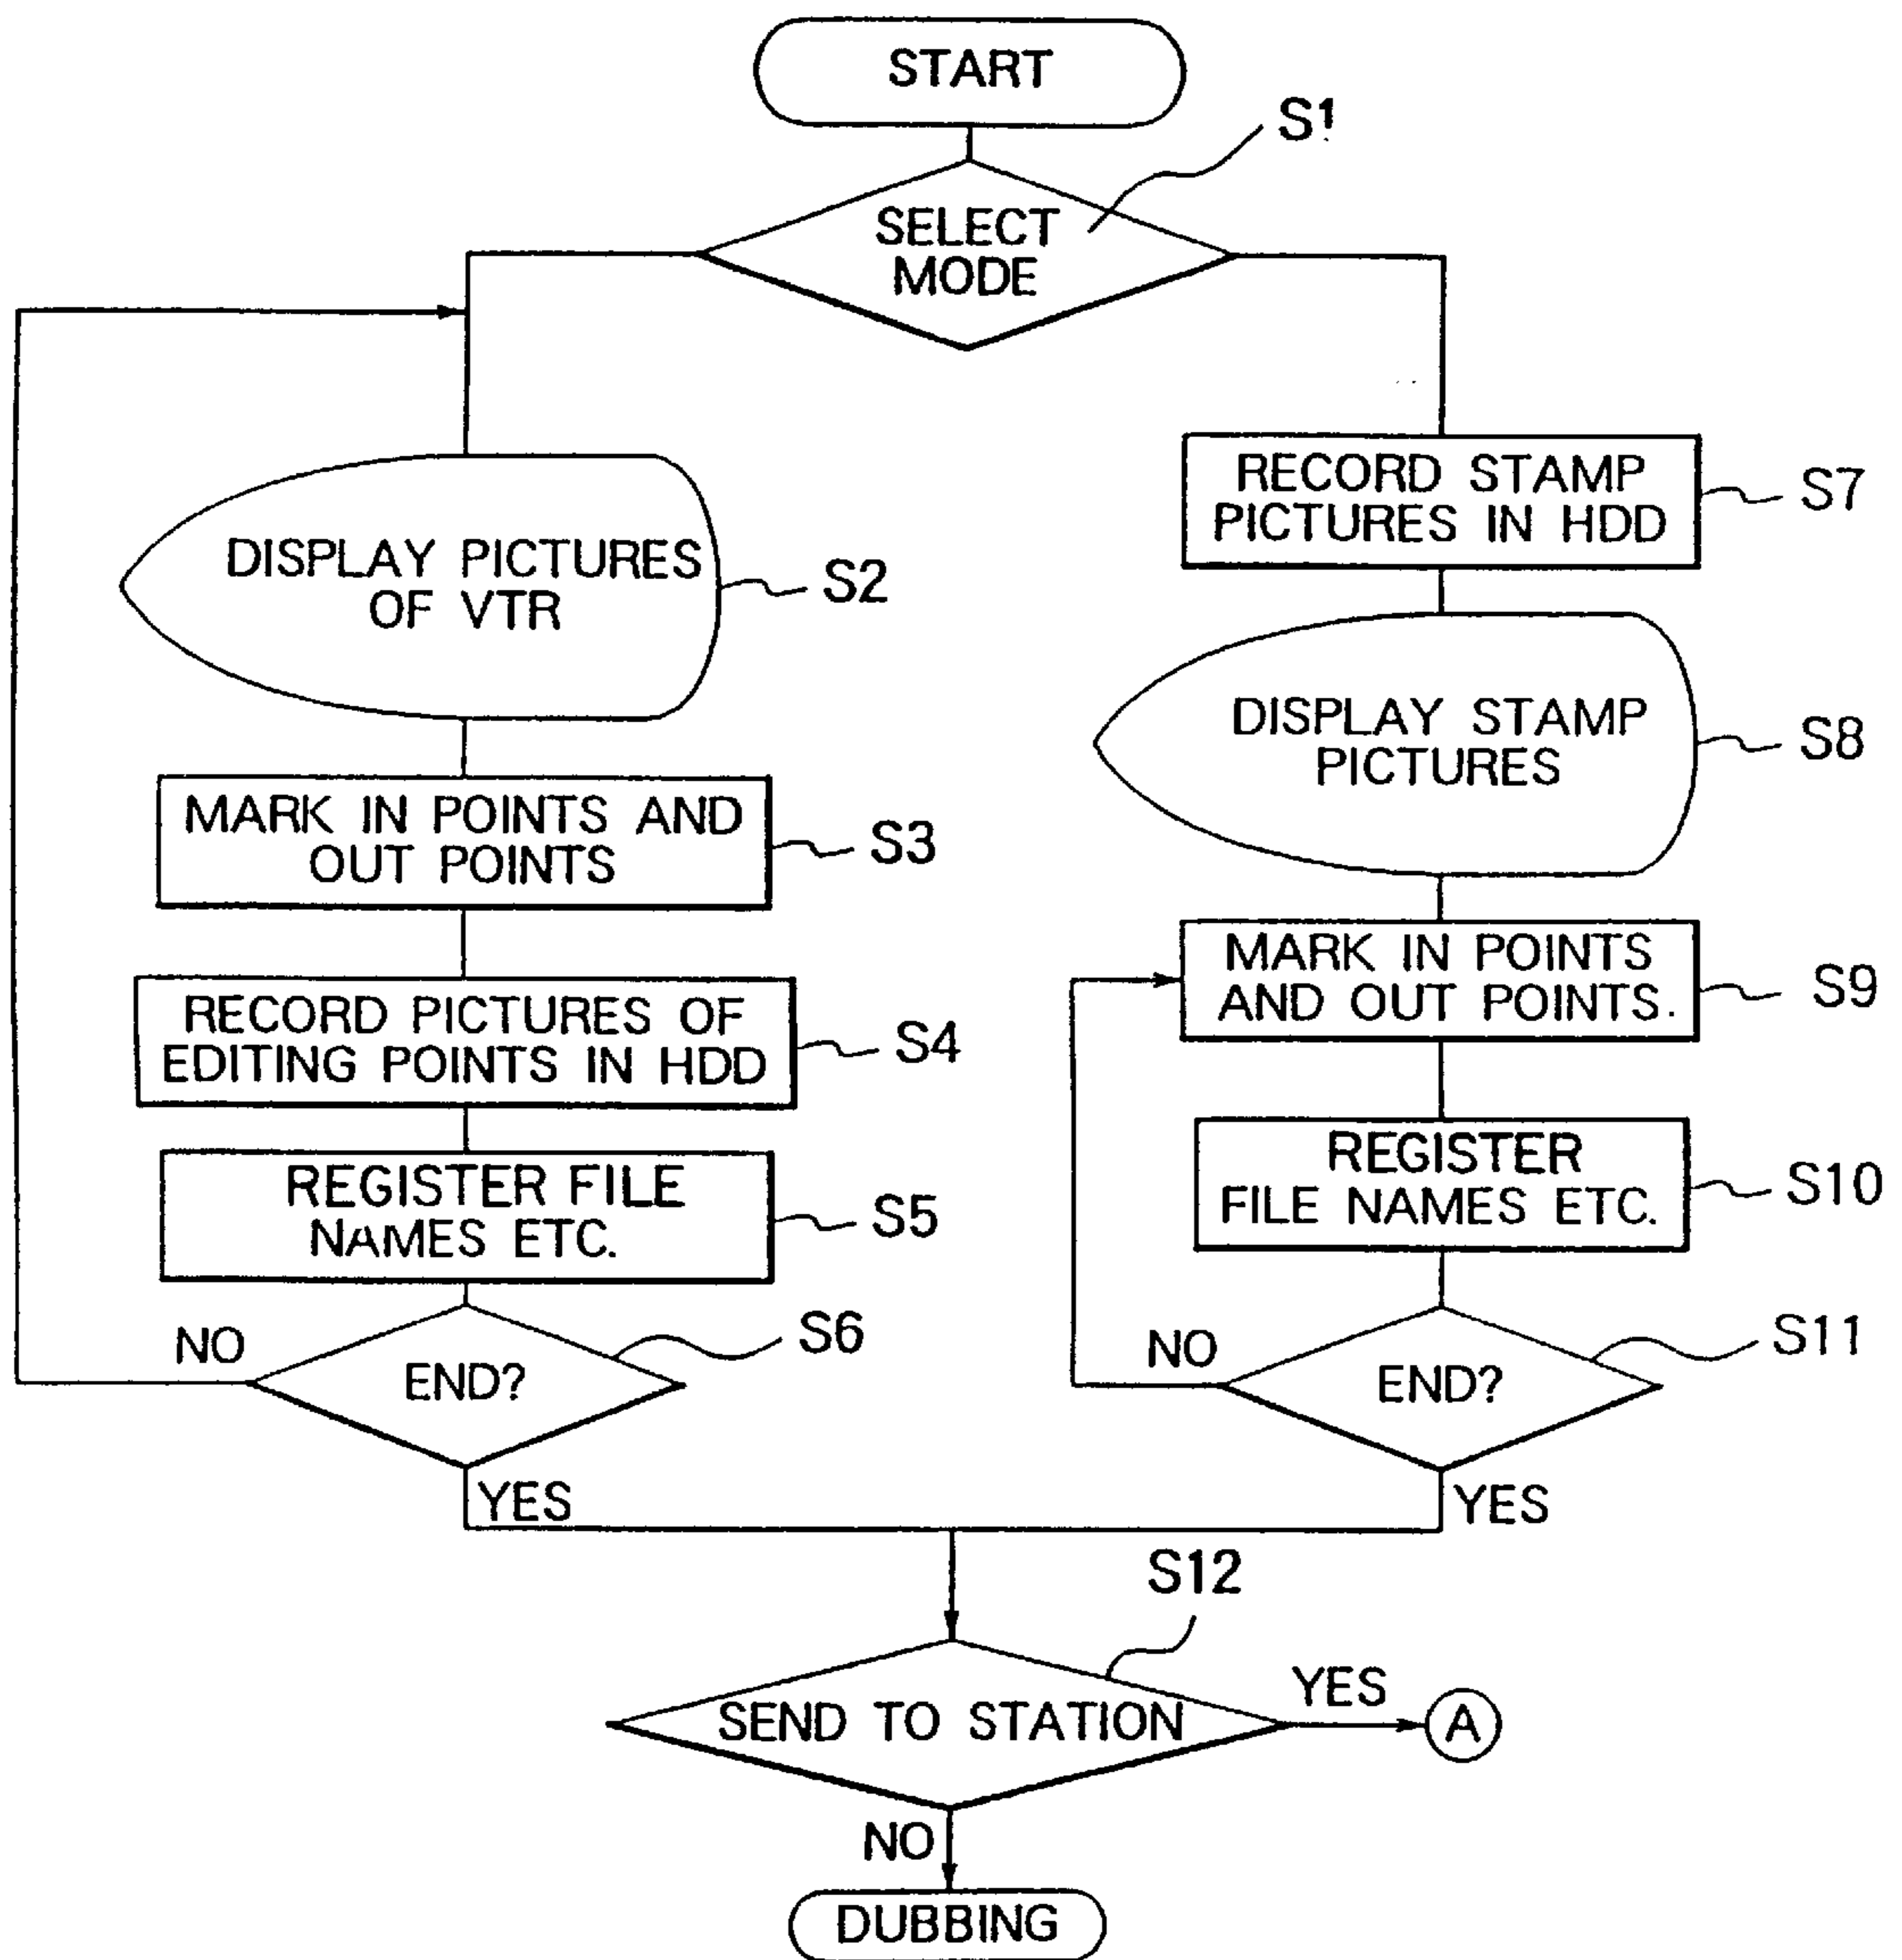 START
S1
SELECT
MODE
DISPLAY PICTURES
OF VTR
S2
MARK IN POINTS AND
OUT POINTS
S3
RECORD PICTURES OF
EDITING POINTS IN HDD
S4
REGISTER FILE
NAMES ETC.
S5
NO
END?
S6
YES
RECORD STAMP
PICTURES IN HDD
S7
DISPLAY STAMP
PICTURES
S8
MARK IN POINTS
AND OUT POINTS.
S9
REGISTER
FILE NAMES ETC.
S10
NO
END?
S11
YES
S12
SEND TO STATION
YES
A
NO
DUBBING